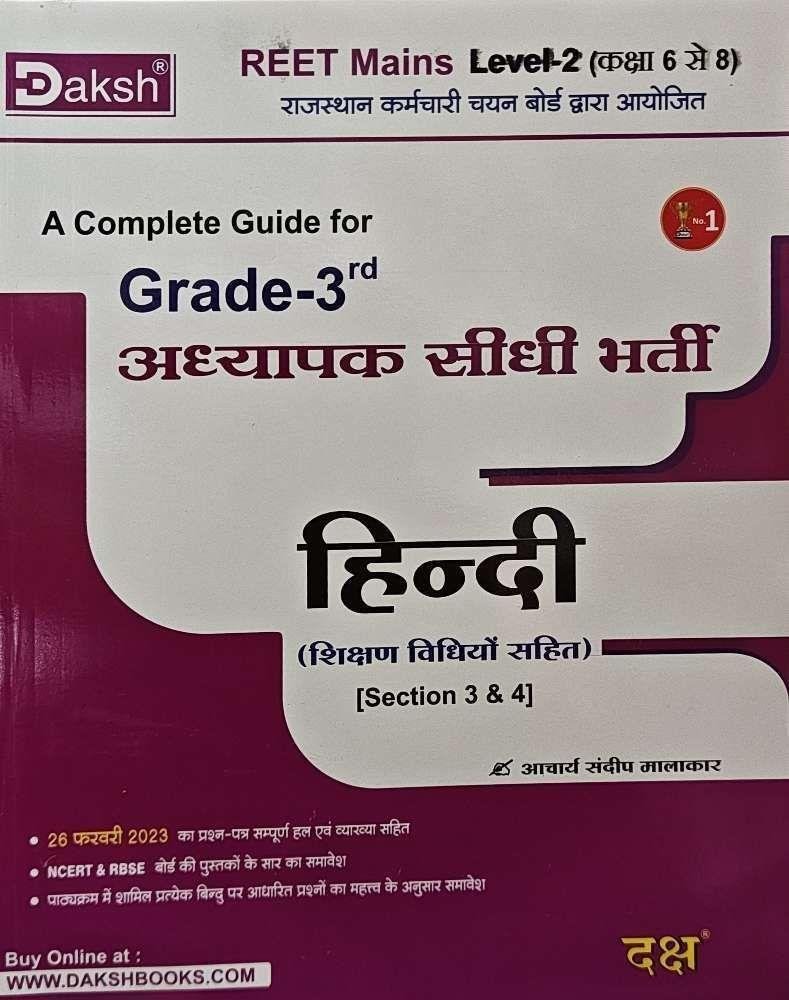 Daksh®
REET Mains Level-2 (कक्षा 6 से 8)
राजस्थान कर्मचारी चयन बोर्ड द्वारा आयोजित
A Complete Guide for
No. 1
Grade-3rd
अध्यापक सीधी भर्ती
हिन्दी
(शिक्षण विधियों सहित)
[Section 3 & 4]
✍ आचार्य संदीप मालाकार
• 26 फरवरी 2023 का प्रश्न-पत्र सम्पूर्ण हल एवं व्याख्या सहित
• NCERT & RBSE बोर्ड की पुस्तकों के सार का समावेश
• पाठ्यक्रम में शामिल प्रत्येक बिन्दु पर आधारित प्रश्नों का महत्त्व के अनुसार समावेश
Buy Online at :
WWW.DAKSHBOOKS.COM
दक्ष®